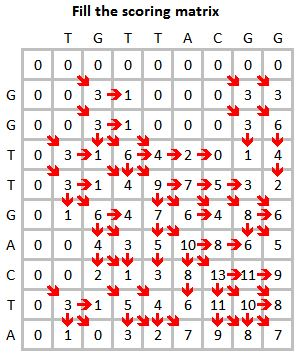 Fill the scoring matrix
T G T T A C G G
0 0 0 0 0 0 0 0 0
G 0 0 3 1 0 0 0 3 3
G 0 0 3 1 0 0 0 3
T 0 3 1 6 4 2 0 1 4
T 0 3 1 4 9 7 5 3 2
G 0 1 6 4 7 6 4 8 6
A 0 0 4 3 5 10 8 6 5
C 0 0 2 1 3 8 13 11 9
T 0 3 1 5 4 6 11 10 8
A 0 1 0 3 2 7 9 8 7